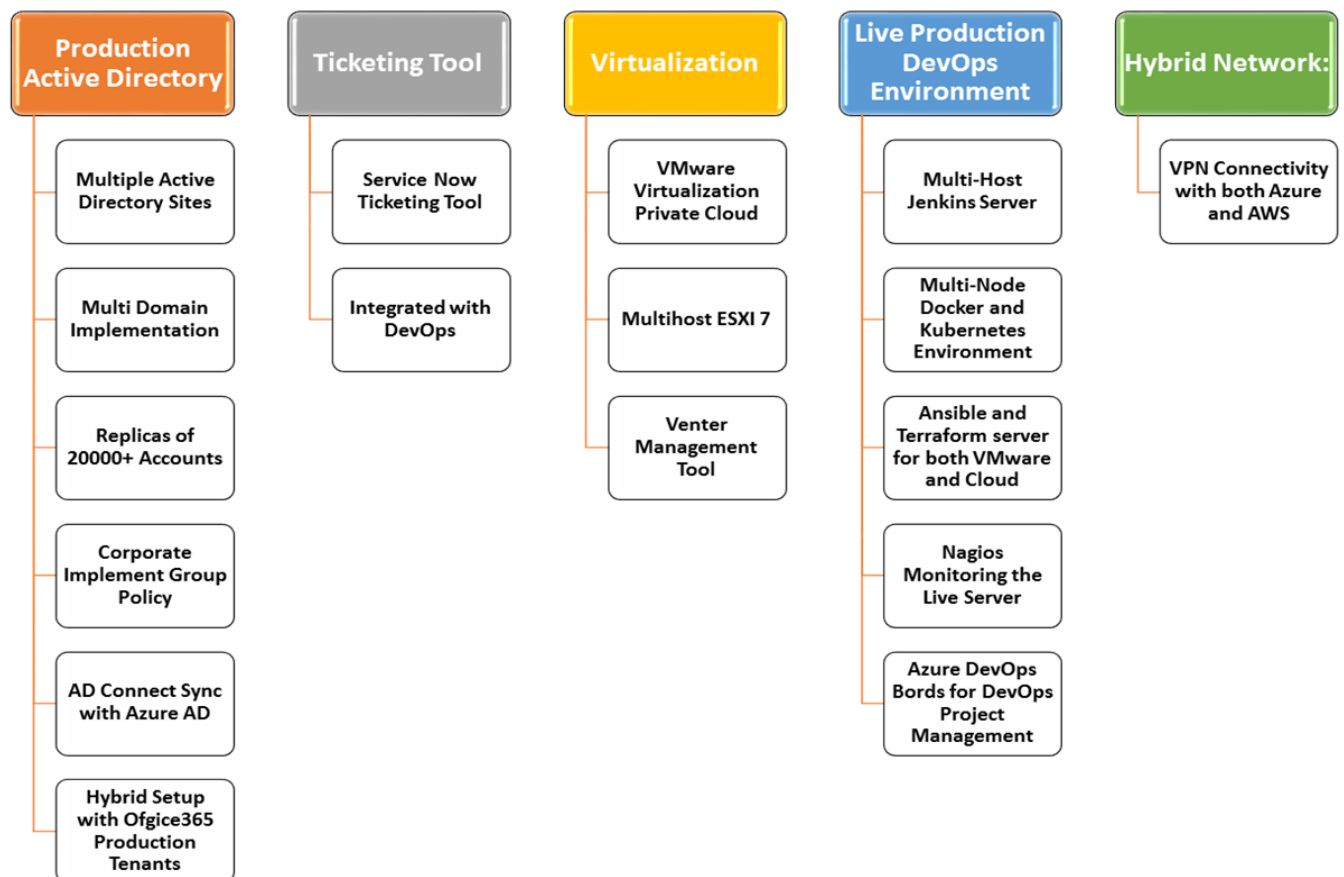 Production
Active Directory
Multiple Active
Directory Sites
Multi Domain
Implementation
Replicas of
20000+ Accounts
Corporate
Implement Group
Policy
AD Connect Sync
with Azure AD
Hybrid Setup
with Ofgice365
Production
Tenants
Ticketing Tool
Service Now
Ticketing Tool
Integrated with
DevOps
Virtualization
VMware
Virtualization
Private Cloud
Multihost ESXI 7
Venter
Management
Tool
Live Production
DevOps
Environment
Multi-Host
Jenkins Server
Multi-Node
Docker and
Kubernetes
Environment
Ansible and
Terraform server
for both VMware
and Cloud
Nagios
Monitoring the
Live Server
Azure DevOps
Bords for DevOps
Project
Management
Hybrid Network:
VPN Connectivity
with both Azure
and AWS